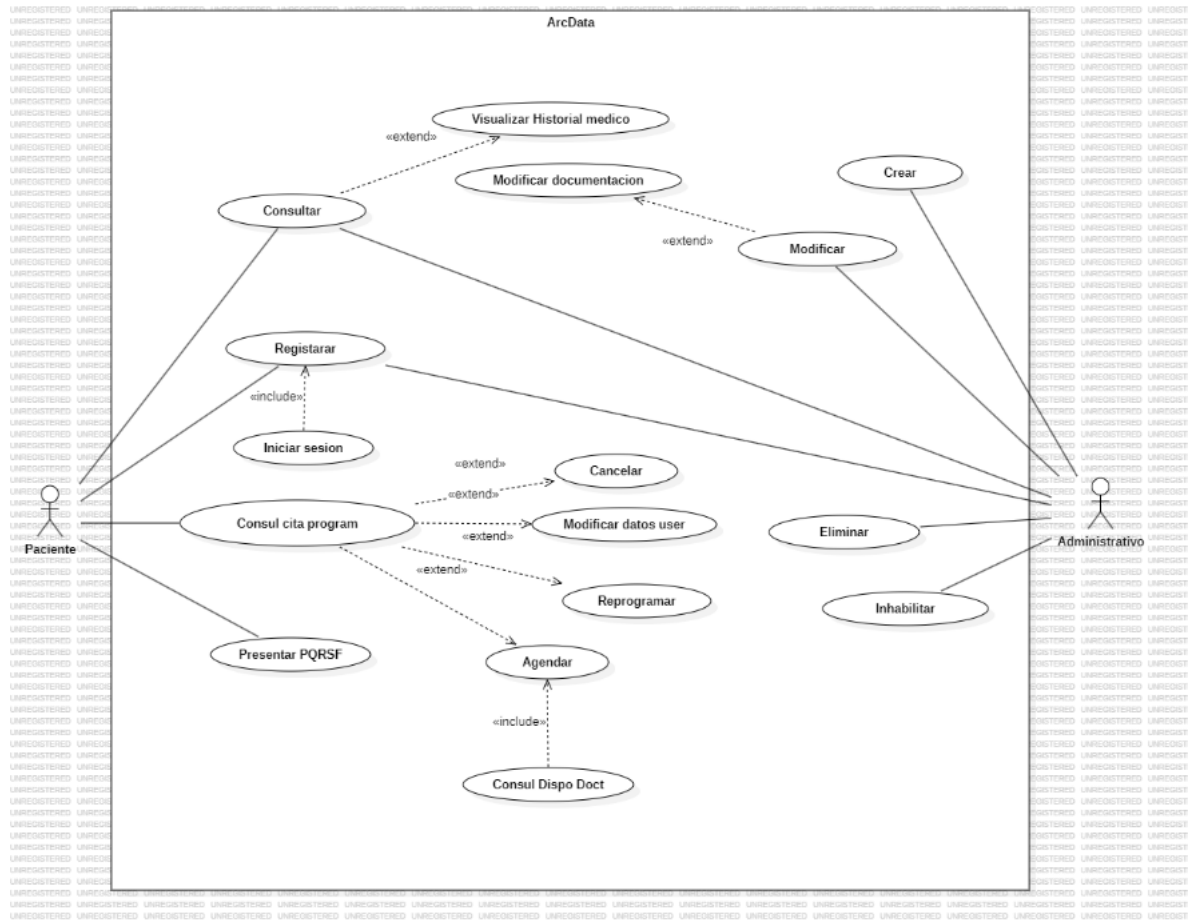 ArcData
Visualizar Historial medico
«extend»
Modificar documentacion
Crear
Consultar
«extend»
Modificar
Registarar
«include»
Iniciar sesion
«extend»
Cancelar
«extend»
Consul cita program
Modificar datos user
«extend»
Eliminar
Paciente
Administrativo
«extend»
Reprogramar
Inhabilitar
Presentar PQRSF
Agendar
«include»
Consul Dispo Doct
UNREGISTERED